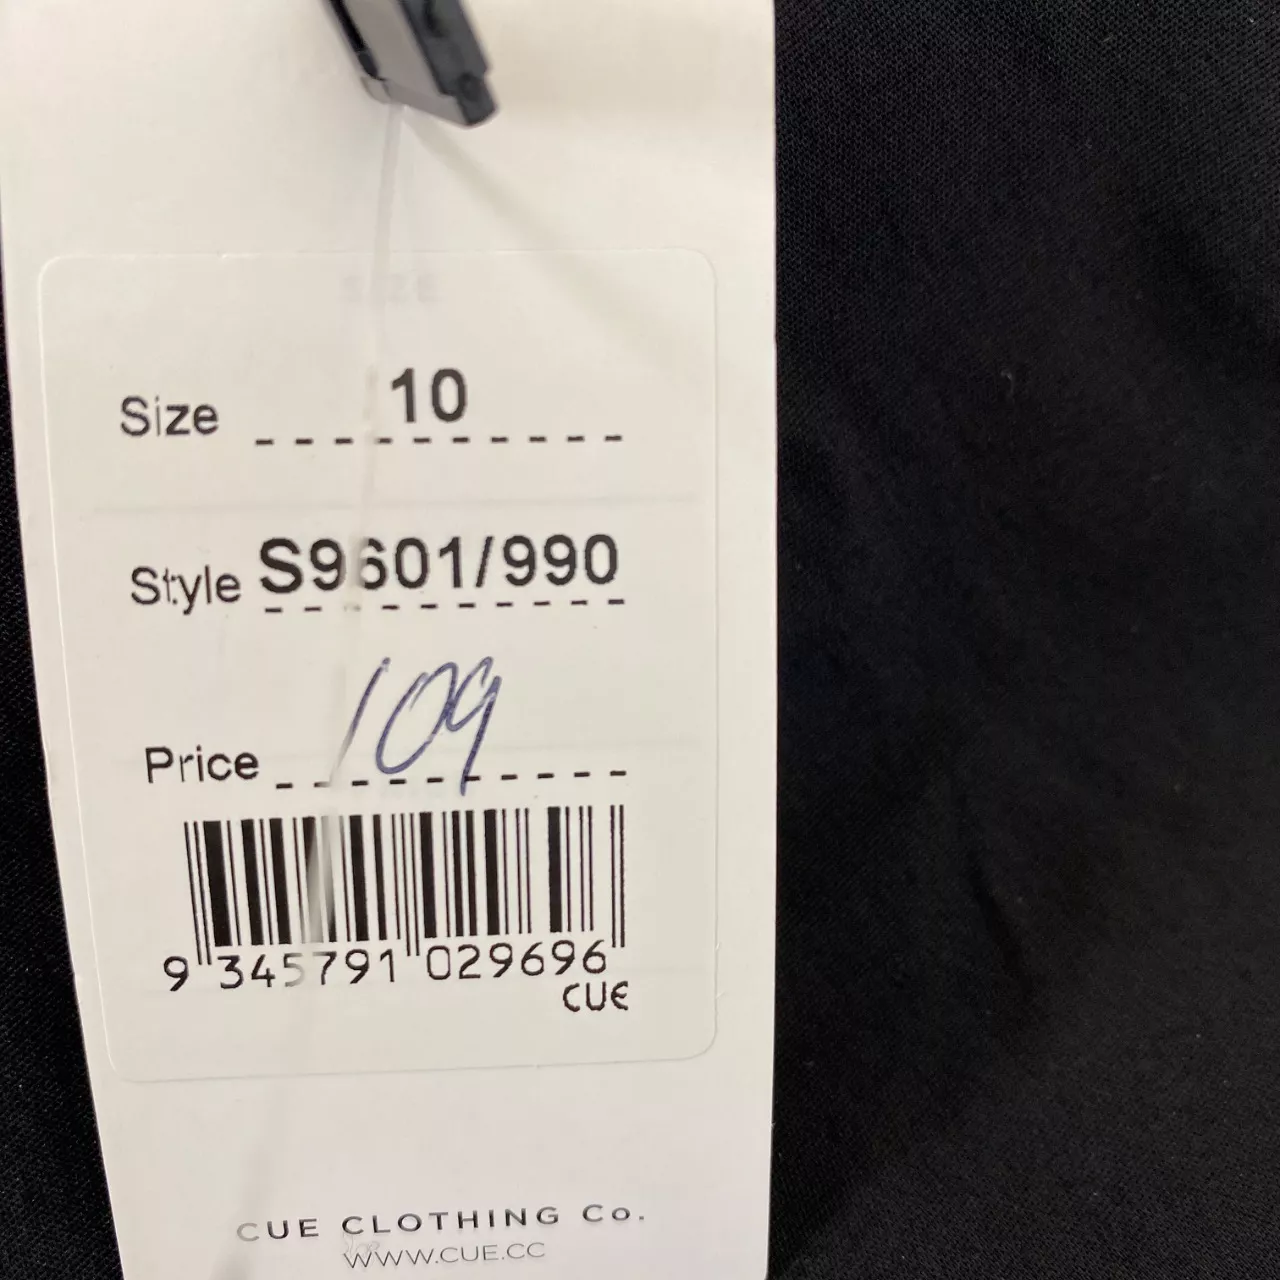 Size 10
Style S9601/990
Price 109
9 345791 029696
CUE
CUE CLOTHING Co.
WWW.CUE.CC